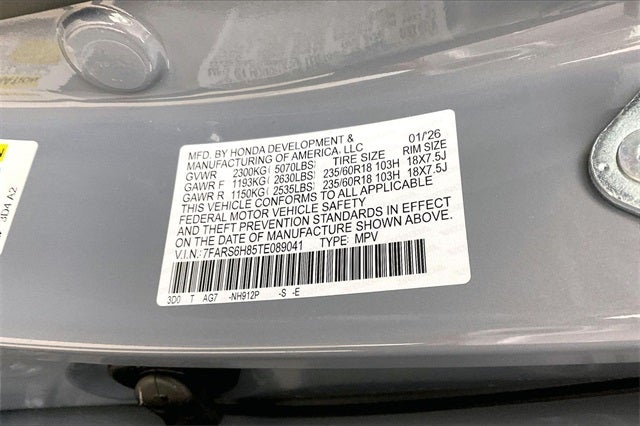 MFD. BY HONDA DEVELOPMENT & 01/'26
MANUFACTURING OF AMERICA, LLC
GVWR 2300KG(5070LBS) TIRE SIZE RIM SIZE
GAWR F 1193KG(2630LBS) 235/60R18 103H 18X7.5J
GAWR R 1150KG(2535LBS) 235/60R18 103H 18X7.5J
THIS VEHICLE CONFORMS TO ALL APPLICABLE
FEDERAL MOTOR VEHICLE SAFETY
AND THEFT PREVENTION STANDARDS IN EFFECT
ON THE DATE OF MANUFACTURE SHOWN ABOVE.
V.I.N.: 7FARS6H85TE089041 TYPE: MPV
3D0 T AG7 -NH912P -S -E
3D4 A2